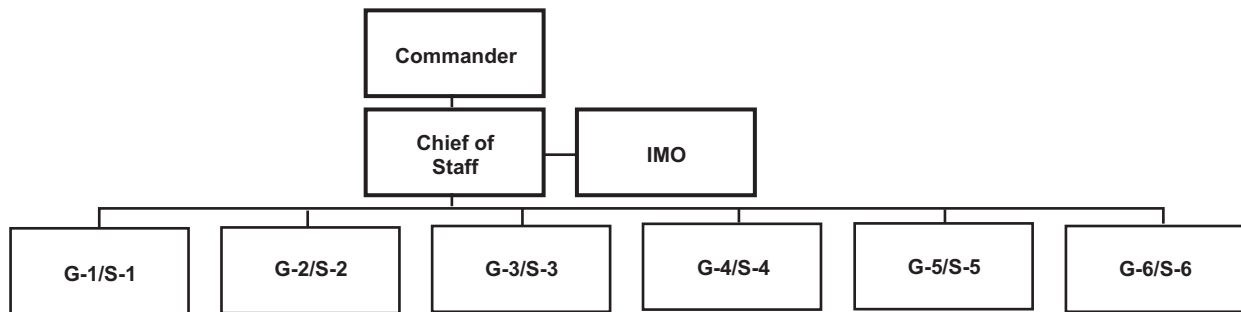 Commander
Chief of
Staff
IMO
G-1/S-1
G-2/S-2
G-3/S-3
G-4/S-4
G-5/S-5
G-6/S-6